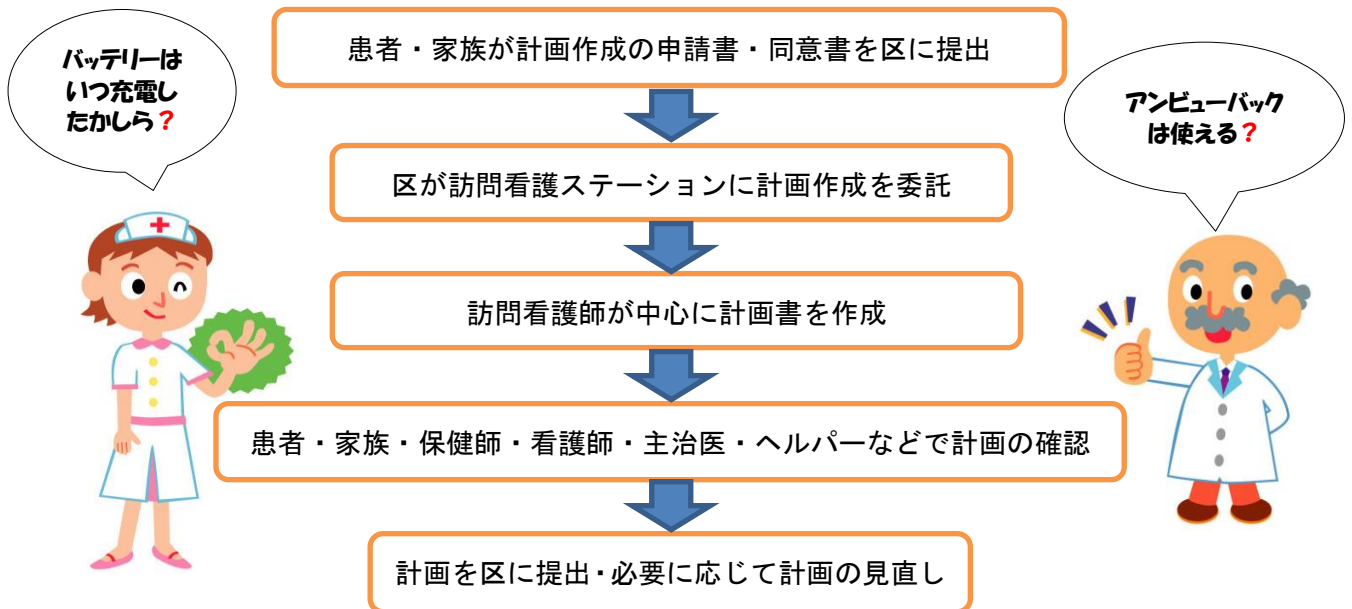 患者・家族が計画作成の申請書・同意書を区に提出
バッテリーは
いつ充電し
たかしら？
アンビューバック
は使える？
区が訪問看護ステーションに計画作成を委託
訪問看護師が中心に計画書を作成
患者・家族・保健師・看護師・主治医・ヘルパーなどで計画の確認
計画を区に提出・必要に応じて計画の見直し